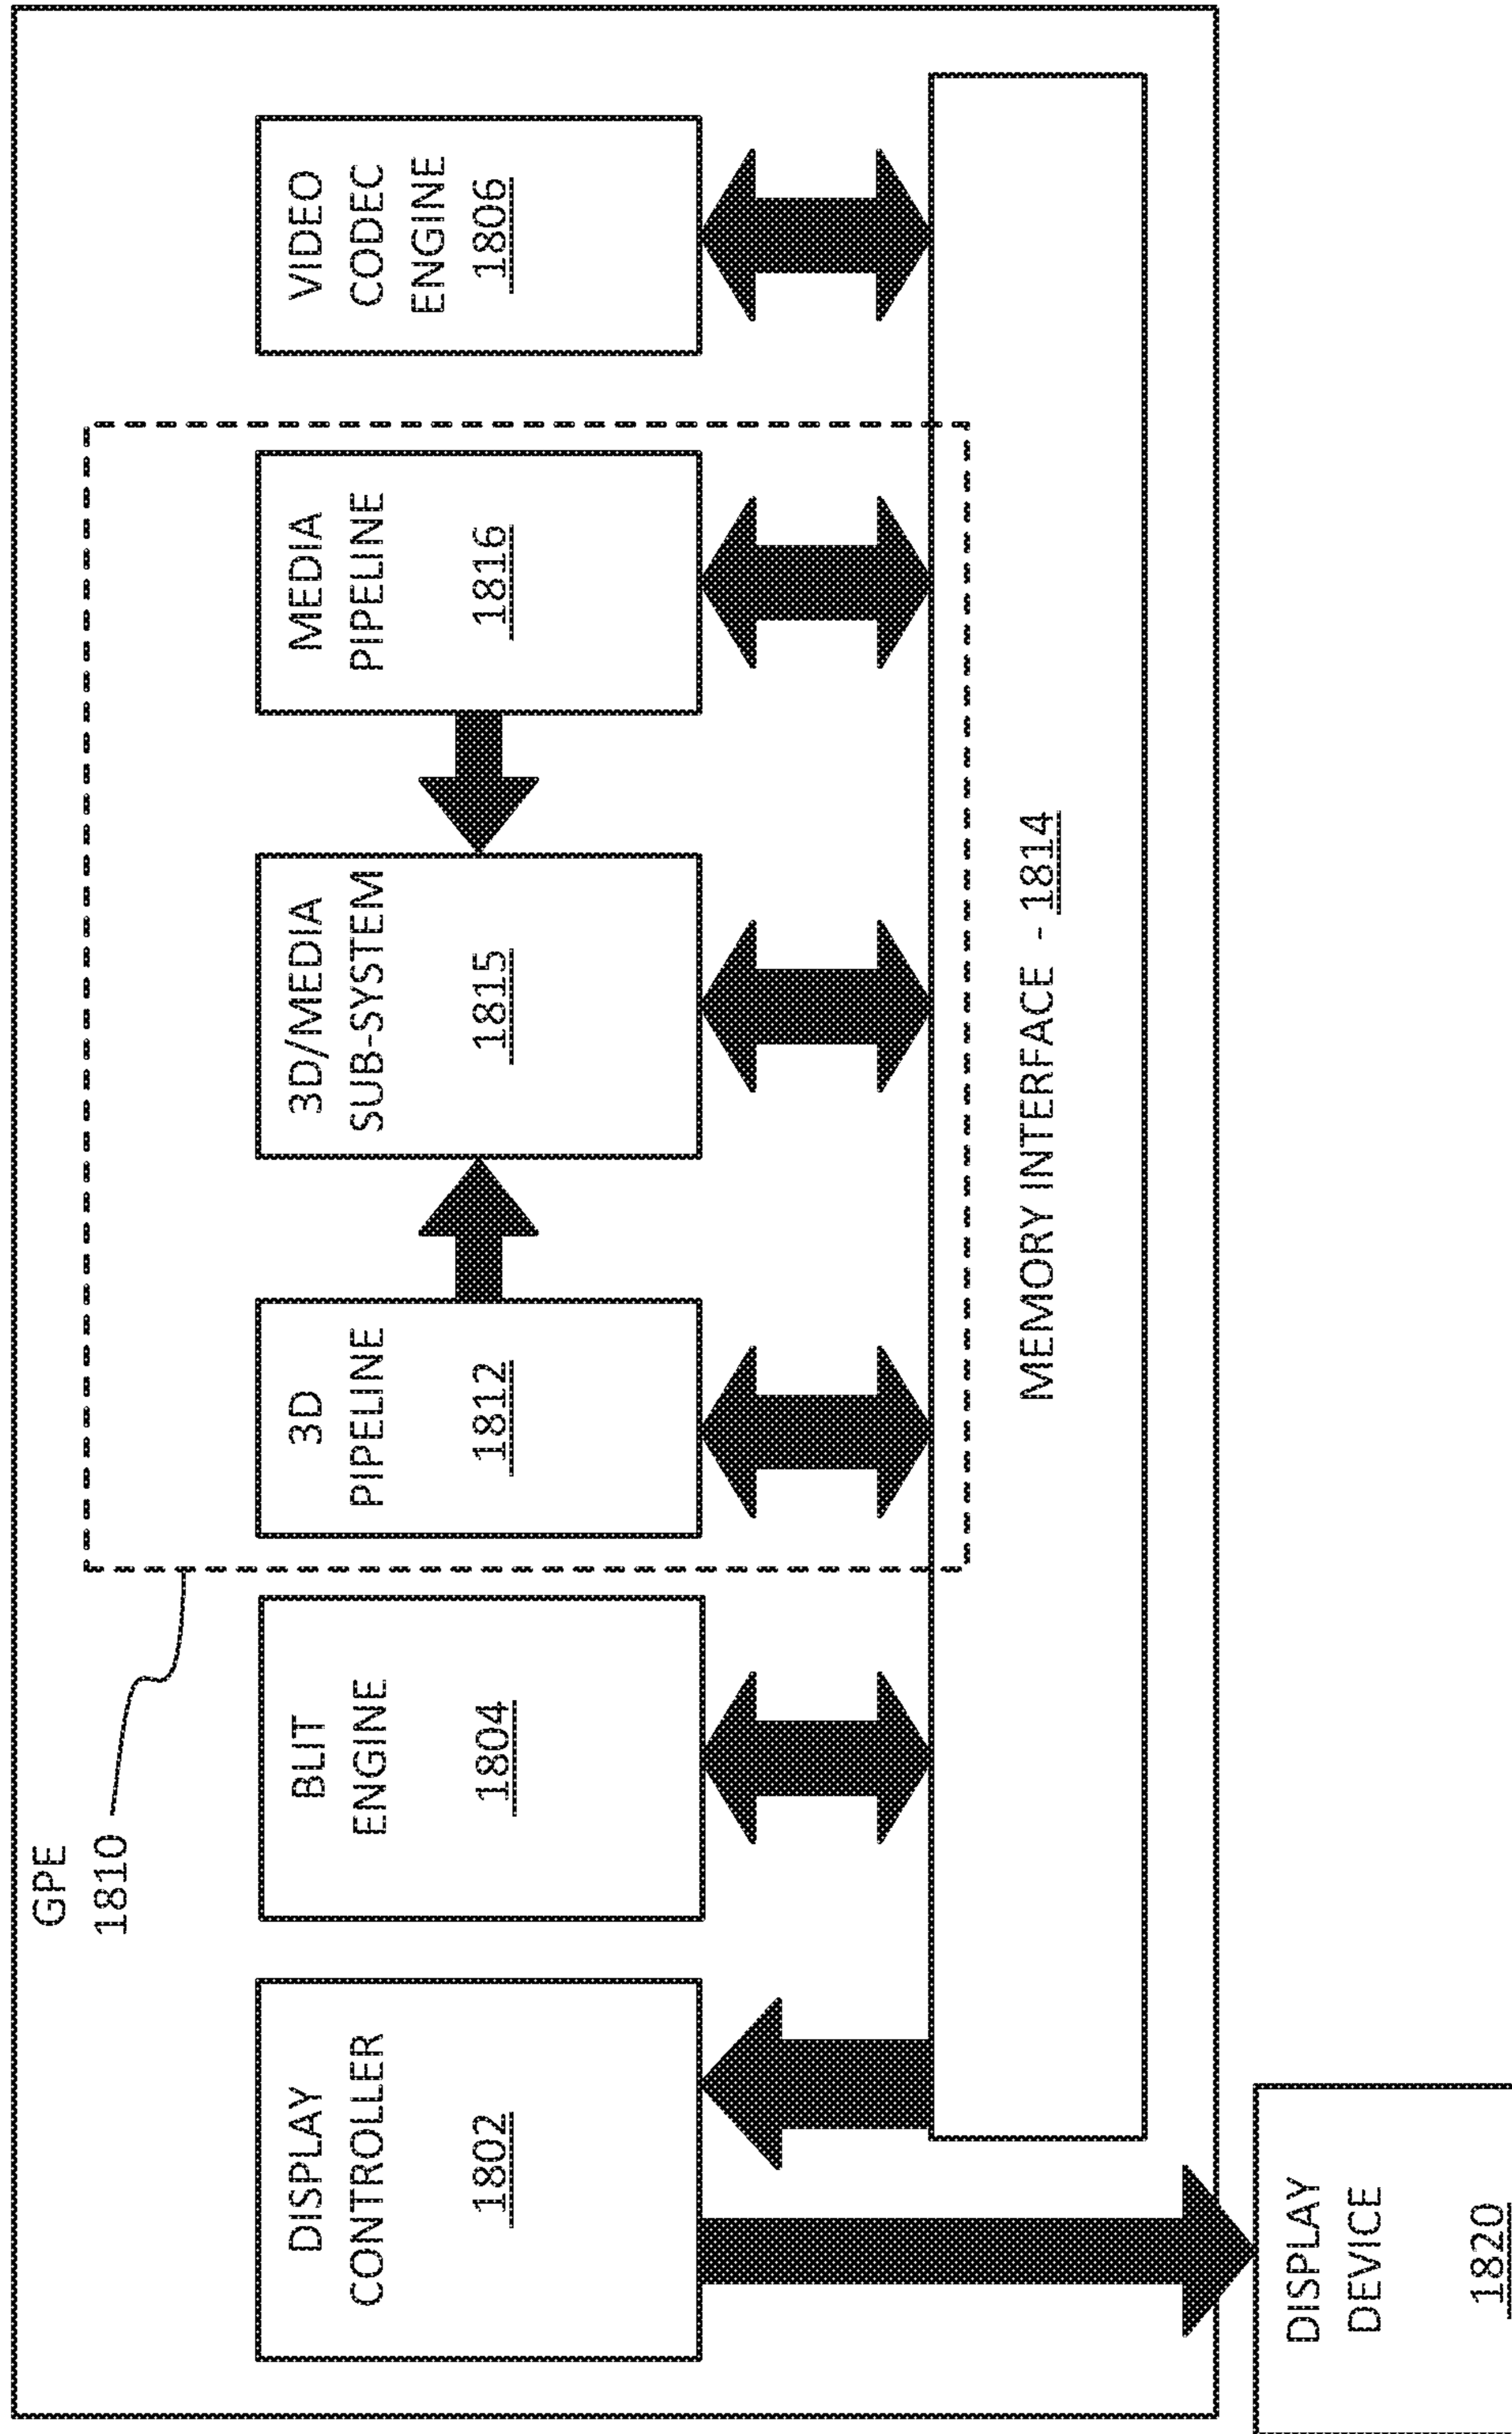 GPE
1810
DISPLAY
CONTROLLER
1802
BLIT
ENGINE
1804
3D
PIPELINE
1812
3D/MEDIA
SUB-SYSTEM
1815
MEDIA
PIPELINE
1816
VIDEO
CODEC
ENGINE
1806
MEMORY INTERFACE - 1814
DISPLAY
DEVICE
1820